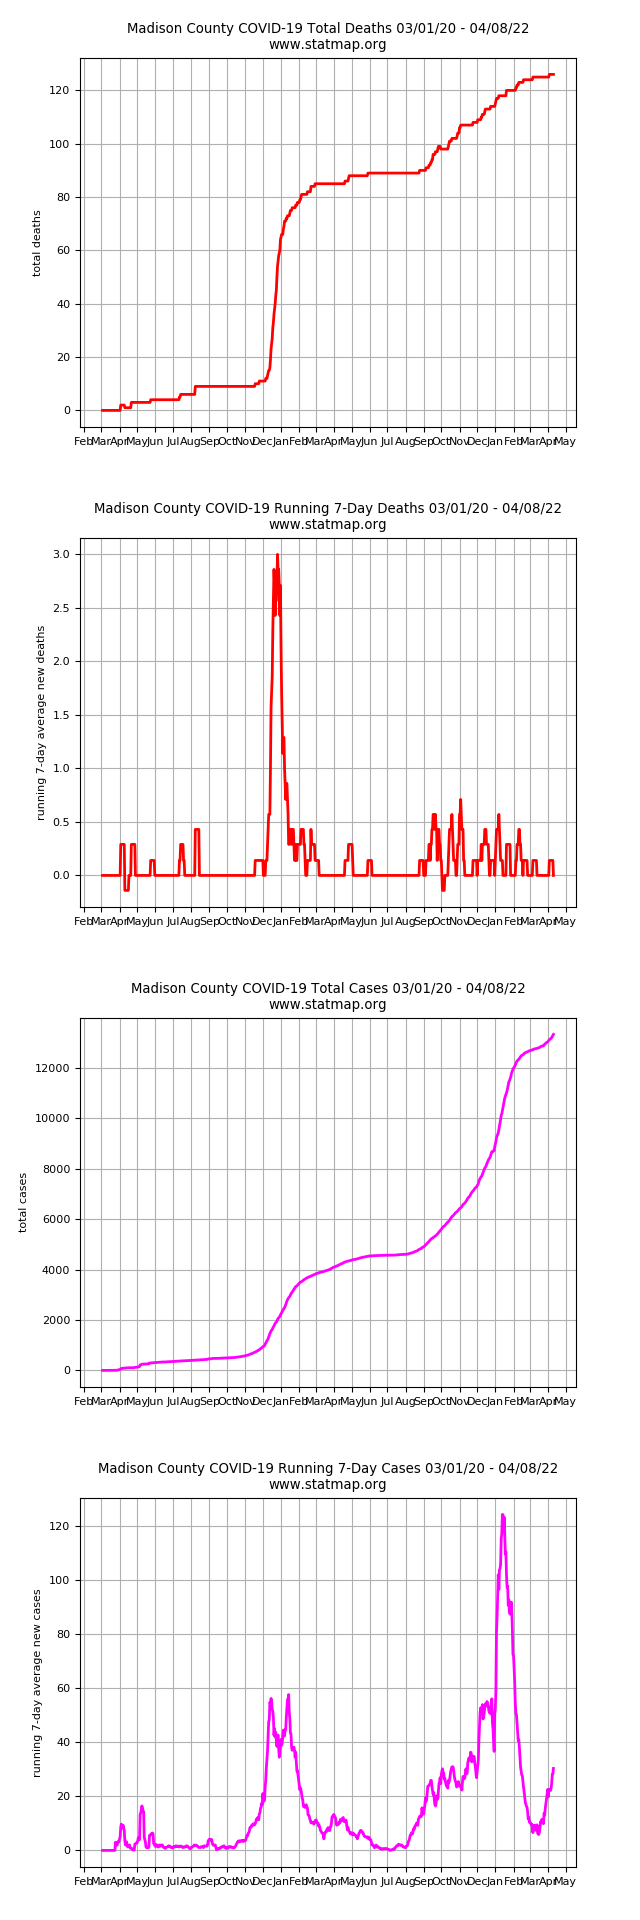 Madison County COVID-19 Total Deaths 03/01/20 - 04/08/22
www.statmap.org
120
100
80
60
40
20
0
total deaths
Feb Mar Apr May Jun Jul Aug Sep Oct Nov Dec Jan Feb Mar Apr May Jun Jul Aug Sep Oct Nov Dec Jan Feb Mar Apr May
Madison County COVID-19 Running 7-Day Deaths 03/01/20 - 04/08/22
www.statmap.org
3.0
2.5
2.0
1.5
1.0
0.5
0.0
running 7-day average new deaths
Feb Mar Apr May Jun Jul Aug Sep Oct Nov Dec Jan Feb Mar Apr May Jun Jul Aug Sep Oct Nov Dec Jan Feb Mar Apr May
Madison County COVID-19 Total Cases 03/01/20 - 04/08/22
www.statmap.org
12000
10000
8000
6000
4000
2000
0
total cases
Feb Mar Apr May Jun Jul Aug Sep Oct Nov Dec Jan Feb Mar Apr May Jun Jul Aug Sep Oct Nov Dec Jan Feb Mar Apr May
Madison County COVID-19 Running 7-Day Cases 03/01/20 - 04/08/22
www.statmap.org
120
100
80
60
40
20
0
running 7-day average new cases
Feb Mar Apr May Jun Jul Aug Sep Oct Nov Dec Jan Feb Mar Apr May Jun Jul Aug Sep Oct Nov Dec Jan Feb Mar Apr May